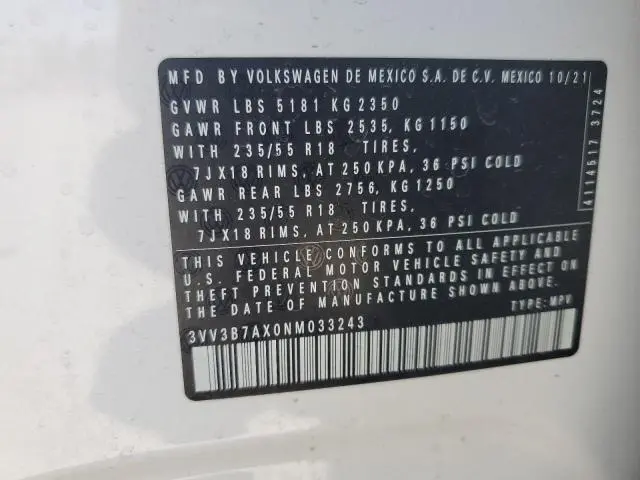 MFD BY VOLKSWAGEN DE MEXICO S.A. DE C.V. MEXICO 10/21
GVWR LBS 5181 KG 2350
GAWR FRONT LBS 2535, KG 1150
WITH 235/55 R18 TIRES,
7JX18 RIMS, AT 250 KPA, 36 PSI COLD
GAWR REAR LBS 2756, KG 1250
WITH 235/55 R18 TIRES,
7JX18 RIMS, AT 250 KPA, 36 PSI COLD
THIS VEHICLE CONFORMS TO ALL APPLICABLE
U.S. FEDERAL MOTOR VEHICLE SAFETY AND
THEFT PREVENTION STANDARDS IN EFFECT ON
THE DATE OF MANUFACTURE SHOWN ABOVE.
3VV3B7AX0NM033243
TYPE: MPV
4114517 3724